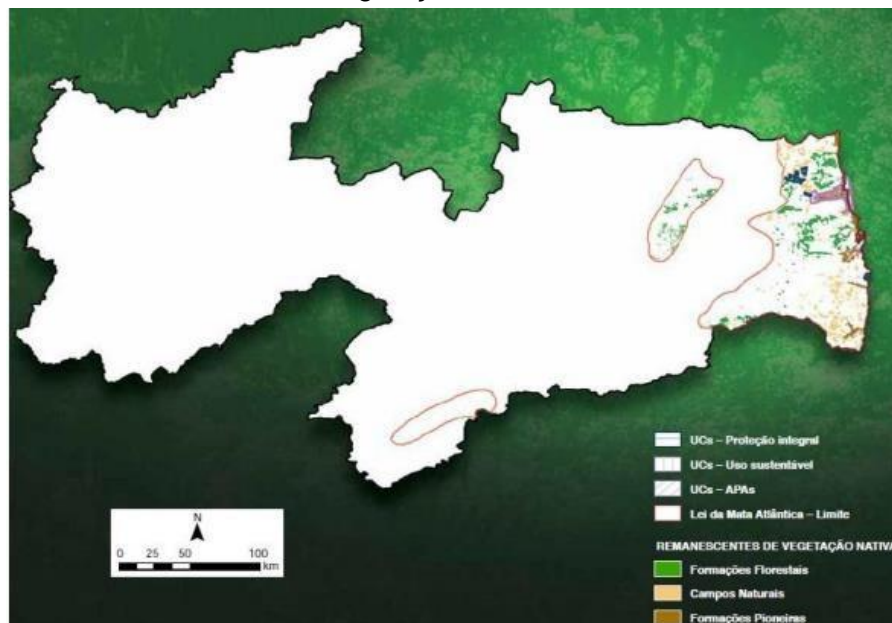 UCs – Proteção integral
UCs – Uso sustentável
UCs – APAs
Lei da Mata Atlântica – Limite
REMANESCENTES DE VEGETAÇÃO NATIVA
Formações Florestais
Campos Naturais
Formações Pioneiras
N
0 25 50 100
km